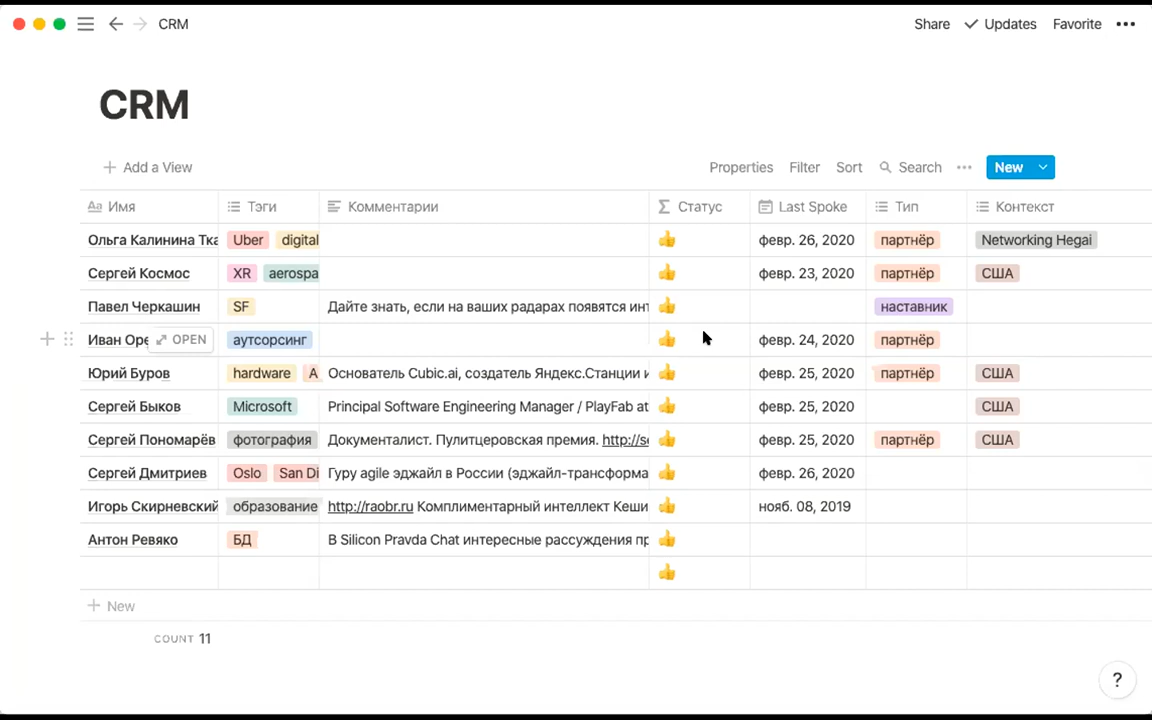 CRM
Share Updates Favorite
CRM
Add a View Properties Filter Sort Search New
Aa Имя Тэги Комментарии Статус Last Spoke Тип Контекст
Ольга Калинина Тка Uber digital 👍 февр. 26, 2020 партнёр Networking Hegai
Сергей Космос XR aerospa 👍 февр. 23, 2020 партнёр США
Павел Черкашин SF Дайте знать, если на ваших радарах появятся инт 👍 наставник
Иван Оре OPEN аутсорсинг 👍 февр. 24, 2020 партнёр
Юрий Буров hardware A Основатель Cubic.ai, создатель Яндекс.Станции и 👍 февр. 25, 2020 партнёр США
Сергей Быков Microsoft Principal Software Engineering Manager / PlayFab at 👍 февр. 25, 2020 США
Сергей Пономарёв фотография Документалист. Пулитцеровская премия. http://se 👍 февр. 25, 2020 партнёр США
Сергей Дмитриев Oslo San Di Гуру agile эджайл в России (эджайл-трансформа 👍 февр. 26, 2020
Игорь Скирневский образование http://raobr.ru Комплиментарный интеллект Кеши 👍 нояб. 08, 2019
Антон Ревяко БД В Silicon Pravda Chat интересные рассуждения пр 👍
👍
New
COUNT 11
?